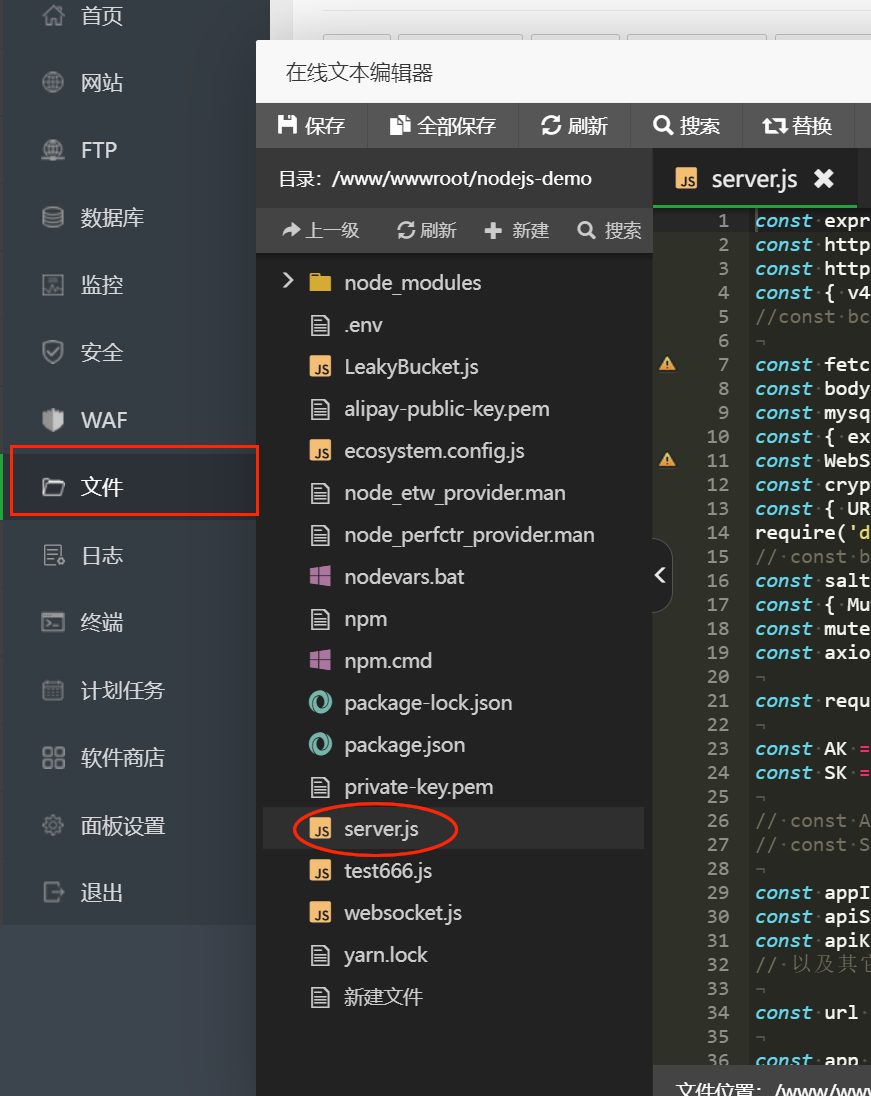 首页
网站
FTP
数据库
监控
安全
WAF
文件
日志
终端
计划任务
软件商店
面板设置
退出
在线文本编辑器
保存 全部保存 刷新 搜索 替换
目录: /www/wwwroot/nodejs-demo
上一级 刷新 新建 搜索
node_modules
.env
LeakyBucket.js
alipay-public-key.pem
ecosystem.config.js
node_etw_provider.man
node_perfctr_provider.man
nodevars.bat
npm
npm.cmd
package-lock.json
package.json
private-key.pem
server.js
test666.js
websocket.js
yarn.lock
新建文件
server.js
1 const expr
2 const http
3 const http
4 const { v4
5 //const bc
6
7 const fetc
8 const body
9 const mysq
10 const { ex
11 const WebS
12 const cryp
13 const { UR
14 require('d
15 // const b
16 const salt
17 const { Mu
18 const mute
19 const axio
20
21 const requ
22
23 const AK =
24 const SK =
25
26 // const A
27 // const S
28
29 const appI
30 const apiS
31 const apiK
32 // 以及其它
33
34 const url
35
36 const app
文件位置: /www/www